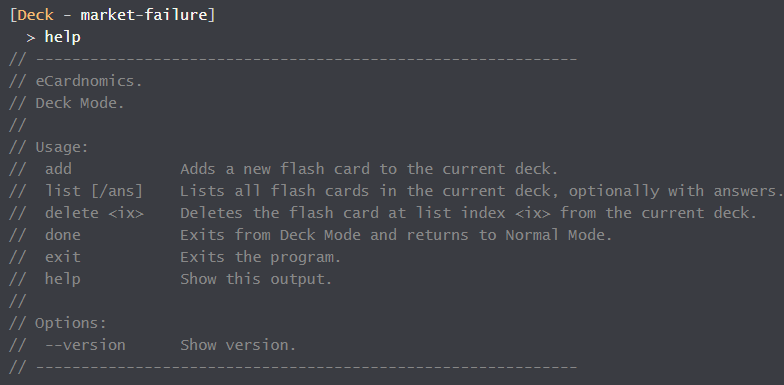 [Deck - market-failure]
  > help
// ------------------------------------------------------------
// eCardnomics.
// Deck Mode.
//
// Usage:
//  add            Adds a new flash card to the current deck.
//  list [/ans]    Lists all flash cards in the current deck, optionally with answers.
//  delete <ix>    Deletes the flash card at list index <ix> from the current deck.
//  done           Exits from Deck Mode and returns to Normal Mode.
//  exit           Exits the program.
//  help           Show this output.
//
// Options:
//  --version      Show version.
// ------------------------------------------------------------